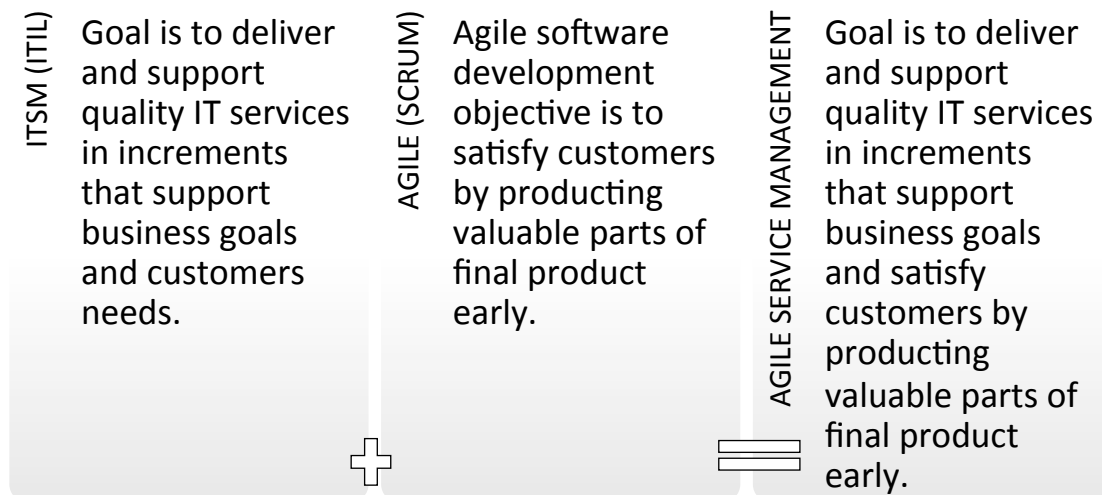 ITSM (ITIL)
Goal is to deliver
and support
quality IT services
in increments
that support
business goals
and customers
needs.
AGILE (SCRUM)
Agile software
development
objective is to
satisfy customers
by producting
valuable parts of
final product
early.
AGILE SERVICE MANAGEMENT
Goal is to deliver
and support
quality IT services
in increments
that support
business goals
and satisfy
customers by
producting
valuable parts of
final product
early.